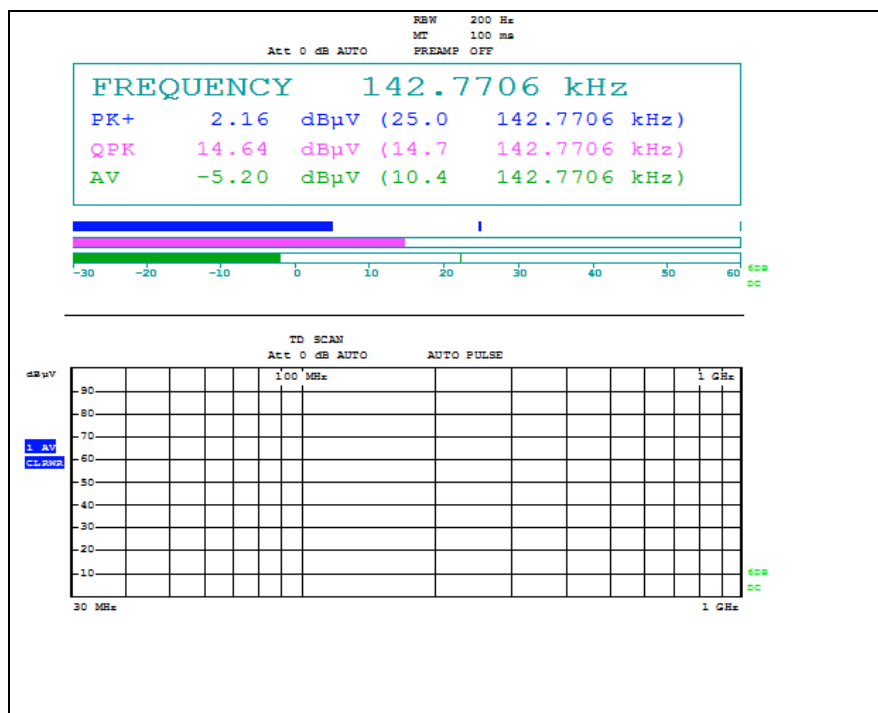 RBW 200 Hz
MT 100 ms
Att 0 dB AUTO PREAMP OFF
FREQUENCY 142.7706 kHz
PK+ 2.16 dBµV (25.0 142.7706 kHz)
QPK 14.64 dBµV (14.7 142.7706 kHz)
AV -5.20 dBµV (10.4 142.7706 kHz)
-30 -20 -10 0 10 20 30 40 50 60
6DB
DC
TD SCAN
Att 0 dB AUTO AUTO PULSE
dBµV
100 MHz 1 GHz
90
80
70
1 AV
CLRWR
60
50
40
30
20
10
6DB
DC
30 MHz 1 GHz